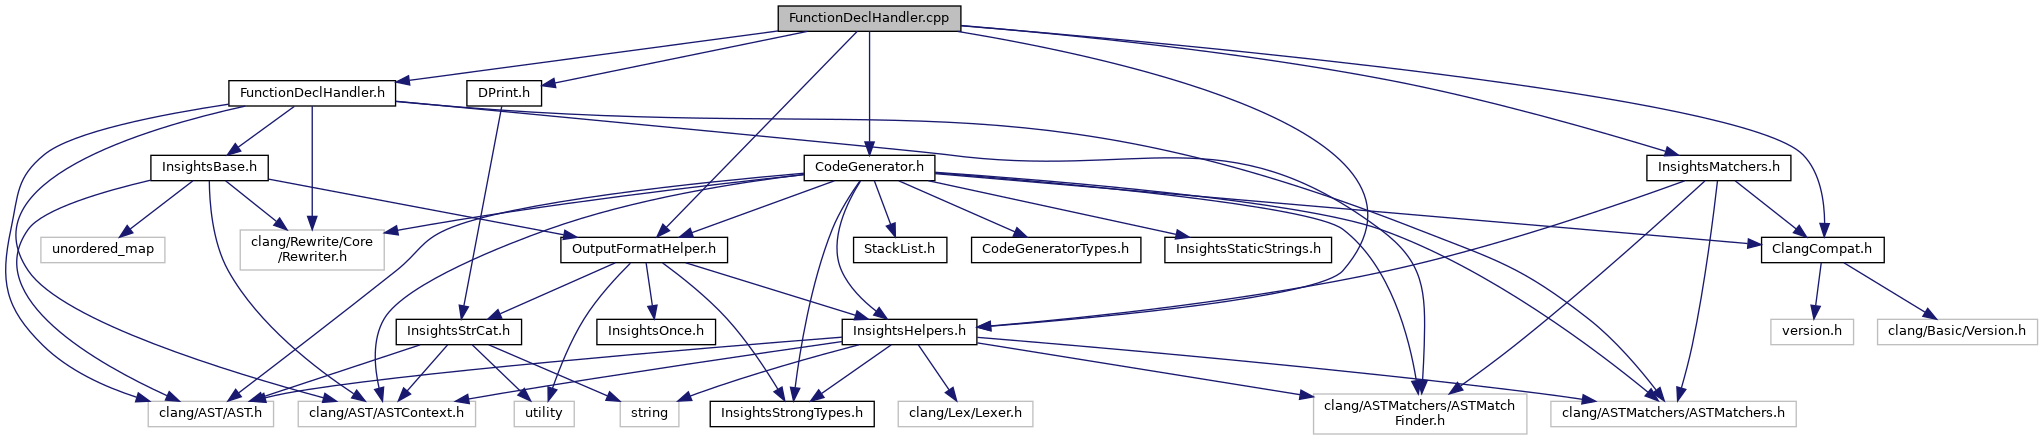 FunctionDeclHandler.cpp
FunctionDeclHandler.h
DPrint.h
InsightsBase.h
CodeGenerator.h
InsightsMatchers.h
unordered_map
clang/Rewrite/Core
/Rewriter.h
OutputFormatHelper.h
StackList.h
CodeGeneratorTypes.h
InsightsStaticStrings.h
ClangCompat.h
InsightsStrCat.h
InsightsOnce.h
InsightsHelpers.h
version.h
clang/Basic/Version.h
clang/AST/AST.h
clang/AST/ASTContext.h
utility
string
InsightsStrongTypes.h
clang/Lex/Lexer.h
clang/ASTMatchers/ASTMatch
Finder.h
clang/ASTMatchers/ASTMatchers.h